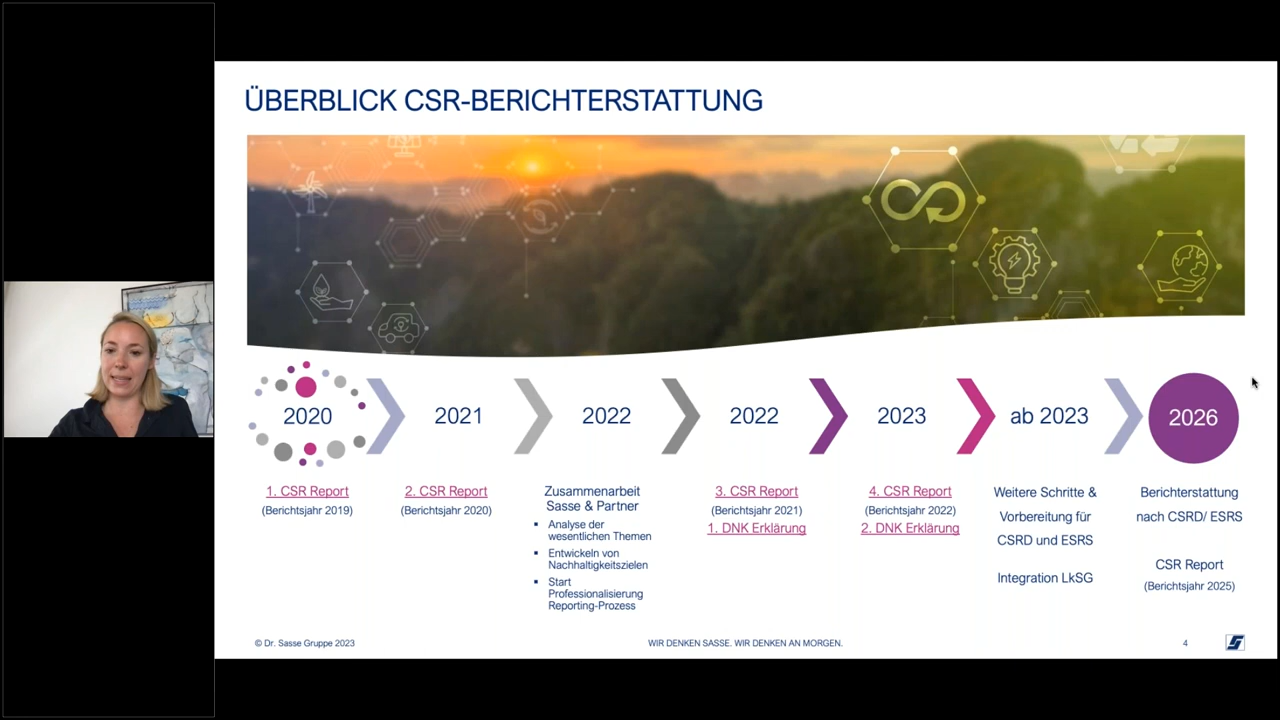 ÜBERBLICK CSR-BERICHTERSTATTUNG
2020
2021
2022
2022
2023
ab 2023
2026
1. CSR Report
(Berichtsjahr 2019)
2. CSR Report
(Berichtsjahr 2020)
Zusammenarbeit
Sasse & Partner
▪ Analyse der
wesentlichen Themen
▪ Entwickeln von
Nachhaltigkeitszielen
▪ Start
Professionalisierung
Reporting-Prozess
3. CSR Report
(Berichtsjahr 2021)
1. DNK Erklärung
4. CSR Report
(Berichtsjahr 2022)
2. DNK Erklärung
Weitere Schritte &
Vorbereitung für
CSRD und ESRS
Integration LkSG
Berichterstattung
nach CSRD/ ESRS
CSR Report
(Berichtsjahr 2025)
© Dr. Sasse Gruppe 2023
WIR DENKEN SASSE. WIR DENKEN AN MORGEN.
4